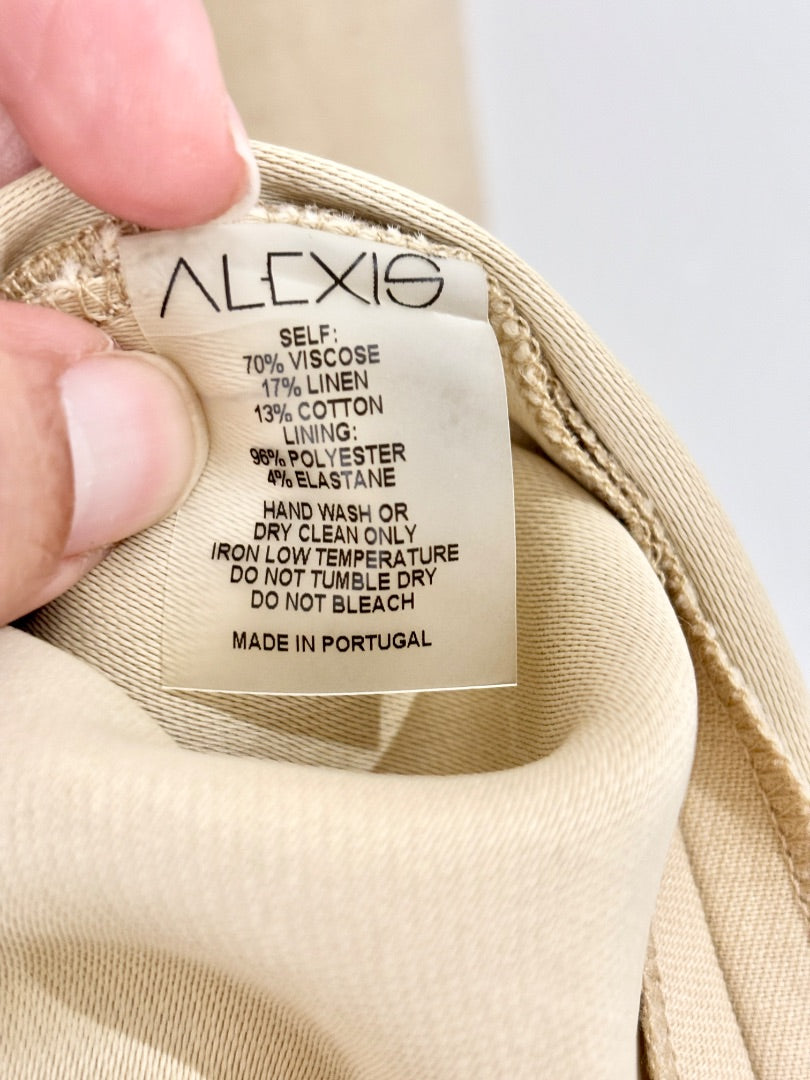 ALEXIS
SELF:
70% VISCOSE
17% LINEN
13% COTTON
LINING:
96% POLYESTER
4% ELASTANE
HAND WASH OR
DRY CLEAN ONLY
IRON LOW TEMPERATURE
DO NOT TUMBLE DRY
DO NOT BLEACH
MADE IN PORTUGAL